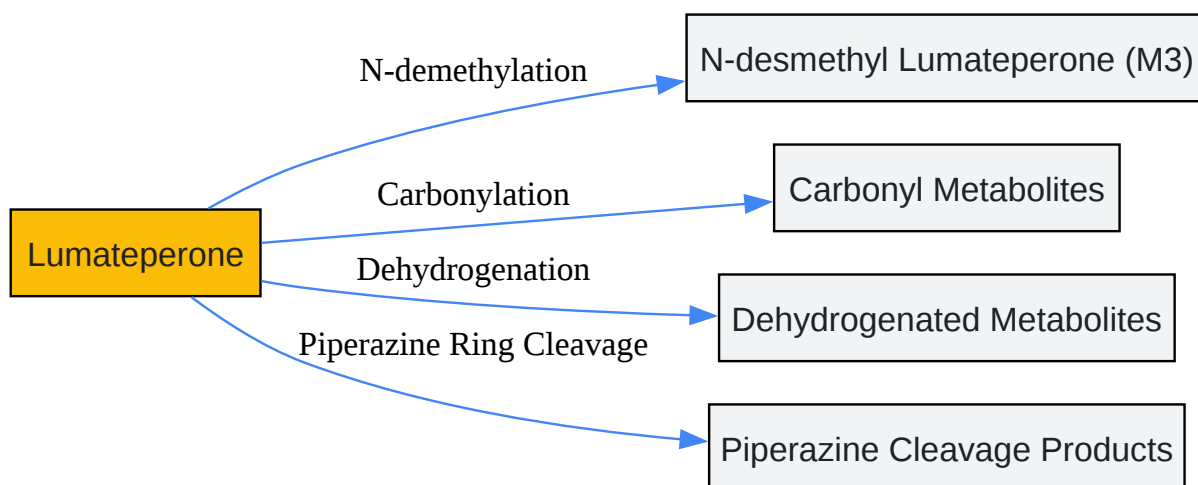 N-demethylation
N-desmethyl Lumateperone (M3)
Carbonylation
Carbonyl Metabolites
Lumateperone
Dehydrogenation
Dehydrogenated Metabolites
Piperazine Ring Cleavage
Piperazine Cleavage Products